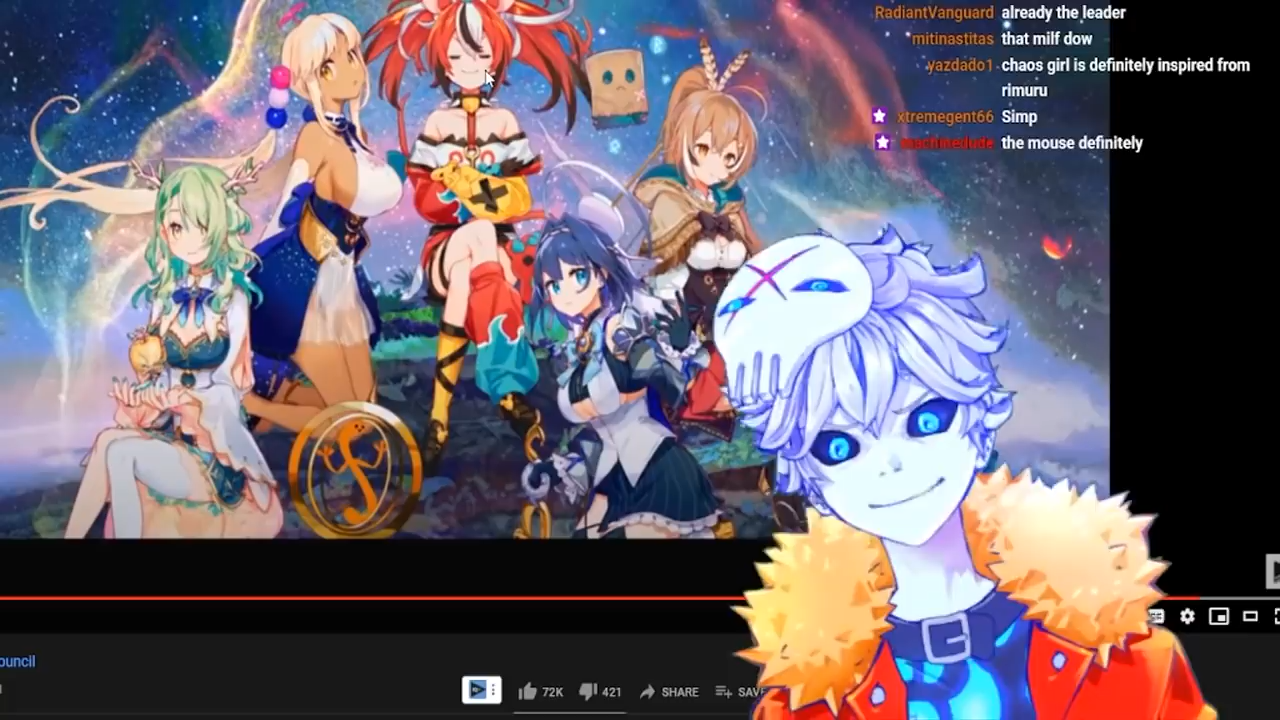 RadiantVanguard already the leader
mitinastitas that milf dow
yazdado1 chaos girl is definitely inspired from
rimuru
xtremegent66 Simp
machinedude the mouse definitely
ouncil
72K 421 SHARE SAVE